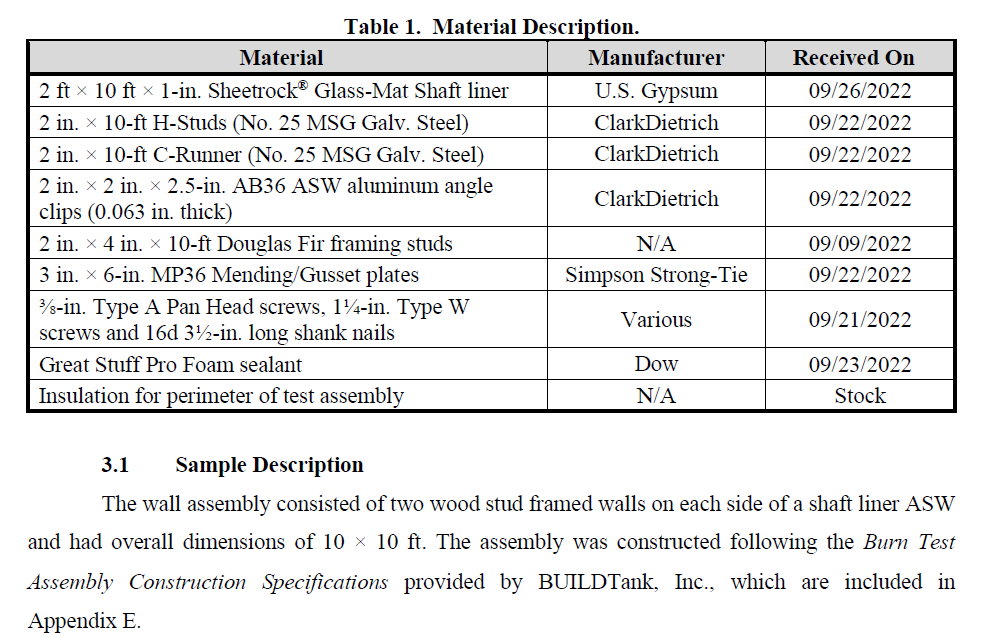 Table 1. Material Description.
Material Manufacturer Received On
2 ft × 10 ft × 1-in. Sheetrock® Glass-Mat Shaft liner U.S. Gypsum 09/26/2022
2 in. × 10-ft H-Studs (No. 25 MSG Galv. Steel) ClarkDietrich 09/22/2022
2 in. × 10-ft C-Runner (No. 25 MSG Galv. Steel) ClarkDietrich 09/22/2022
2 in. × 2 in. × 2.5-in. AB36 ASW aluminum angle
clips (0.063 in. thick) ClarkDietrich 09/22/2022
2 in. × 4 in. × 10-ft Douglas Fir framing studs N/A 09/09/2022
3 in. × 6-in. MP36 Mending/Gusset plates Simpson Strong-Tie 09/22/2022
⅜-in. Type A Pan Head screws, 1¼-in. Type W
screws and 16d 3½-in. long shank nails Various 09/21/2022
Great Stuff Pro Foam sealant Dow 09/23/2022
Insulation for perimeter of test assembly N/A Stock
3.1 Sample Description
The wall assembly consisted of two wood stud framed walls on each side of a shaft liner ASW
and had overall dimensions of 10 × 10 ft. The assembly was constructed following the Burn Test
Assembly Construction Specifications provided by BUILDTank, Inc., which are included in
Appendix E.